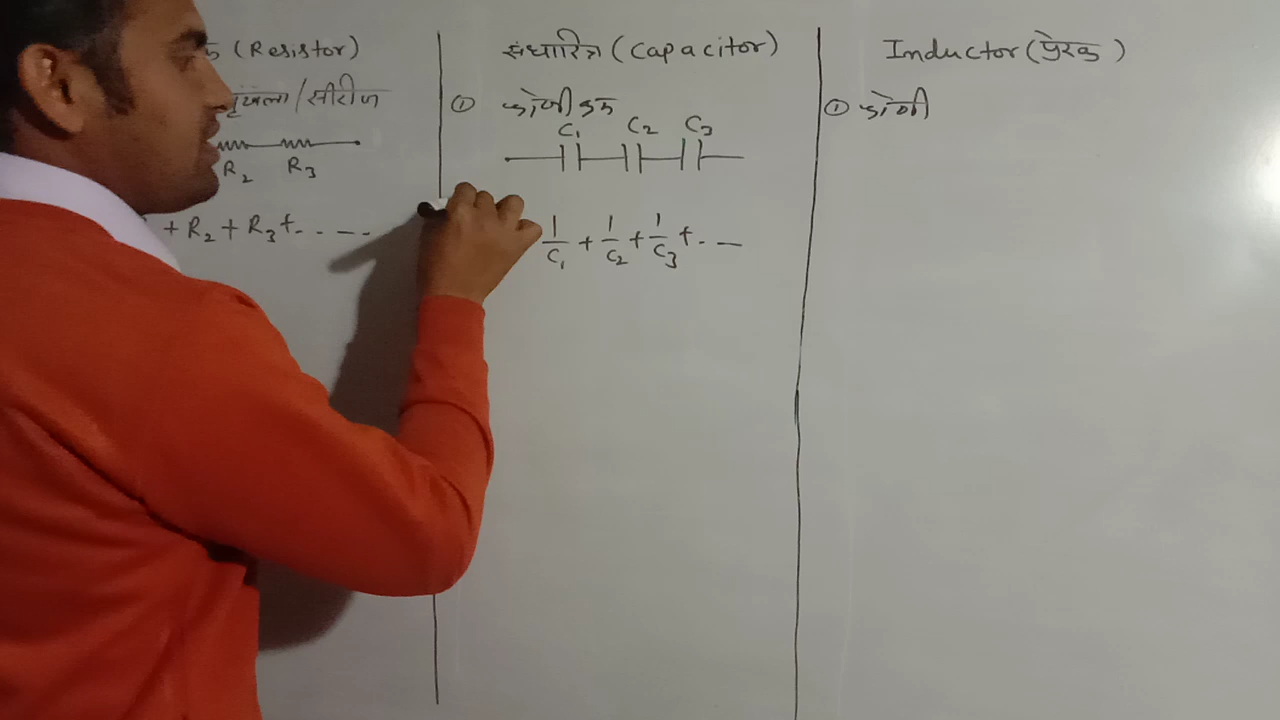 (Resistor)
/सीरीज
R₂ R₃
+ R₂ + R₃ + - - - -
संधारित्र (Capacitor)
① श्रेणी क्रम
C₁ C₂ C₃
1/C₁ + 1/C₂ + 1/C₃ + - -
Inductor (प्रेरक)
① श्रेणी